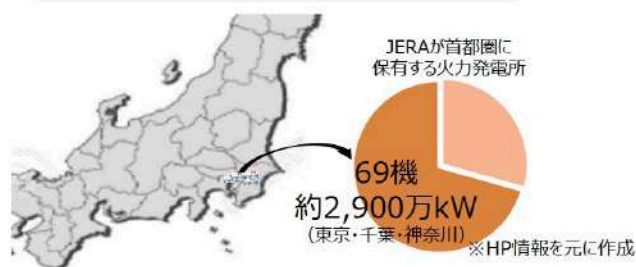 JERAが首都圏に
保有する火力発電所
69機
約2,900万kW
（東京・千葉・神奈川）
※HP情報を元に作成